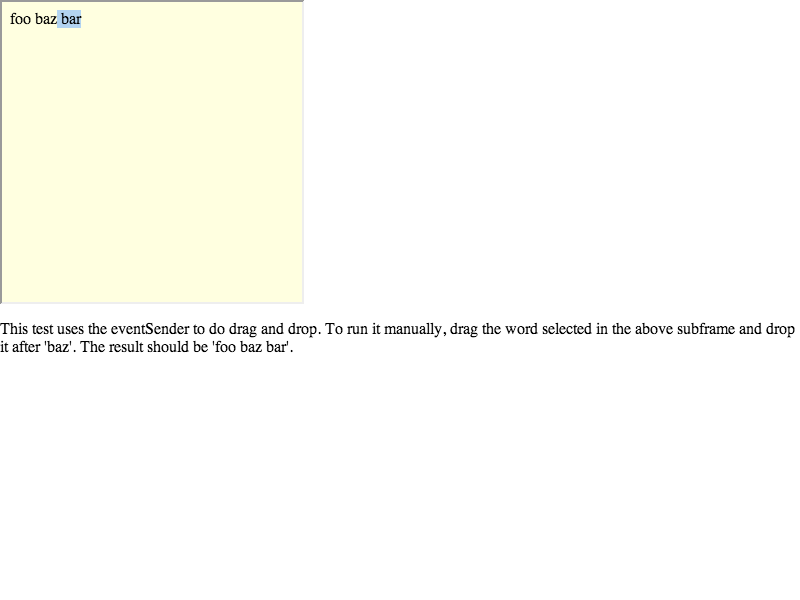 foo baz bar
This test uses the eventSender to do drag and drop. To run it manually, drag the word selected in the above subframe and drop
it after 'baz'. The result should be 'foo baz bar'.